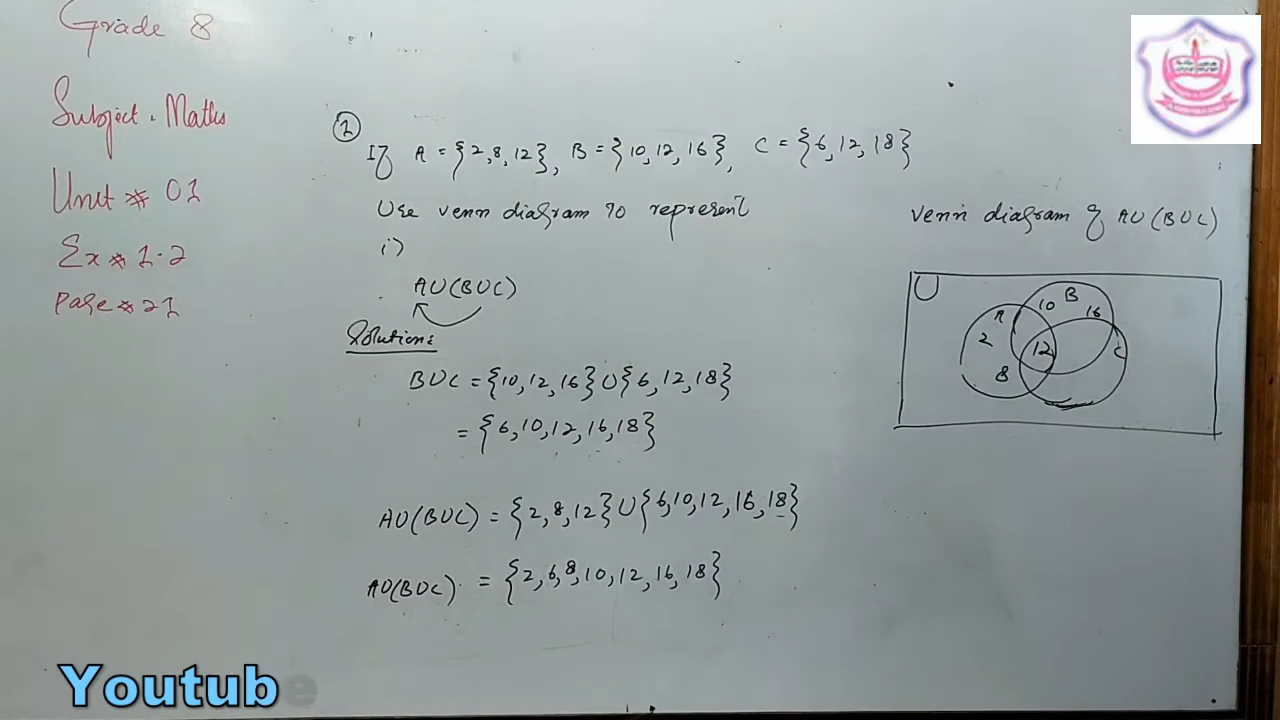 Grade 8
Subject. Maths
Unit # 01
Ex # 1.2
Page # 21
2
If A = {2,8,12}, B = {10,12,16}, C = {6,12,18}
Use venn diagram to represent
i)
AU(BUC)
Solution:
BUC = {10,12,16}U{6,12,18}
= {6,10,12,16,18}
AU(BUC) = {2,8,12}U{6,10,12,16,18}
AU(BUC) = {2,6,8,10,12,16,18}
venn diagram of AU(BUC)
U
B
10
16
A
2
12
C
8
Youtube